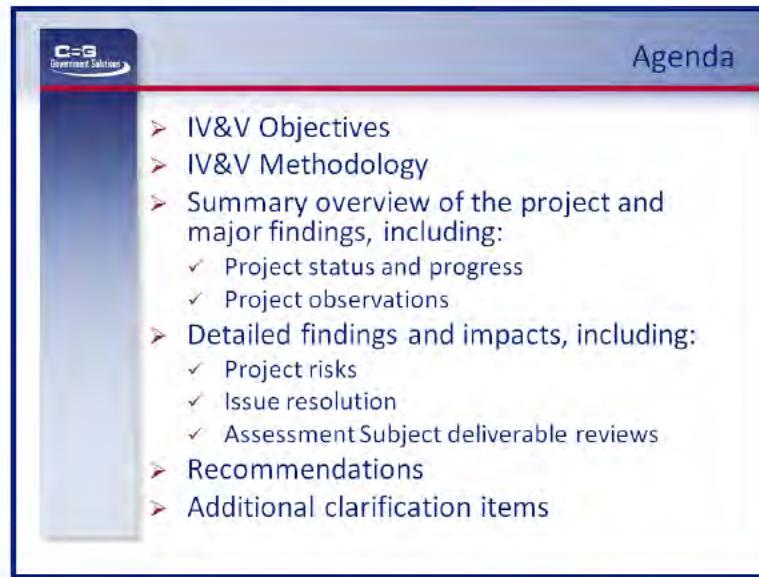 C=G
Government Solutions
Agenda
➢ IV&V Objectives
➢ IV&V Methodology
➢ Summary overview of the project and
major findings, including:
✓ Project status and progress
✓ Project observations
➢ Detailed findings and impacts, including:
✓ Project risks
✓ Issue resolution
✓ Assessment Subject deliverable reviews
➢ Recommendations
➢ Additional clarification items